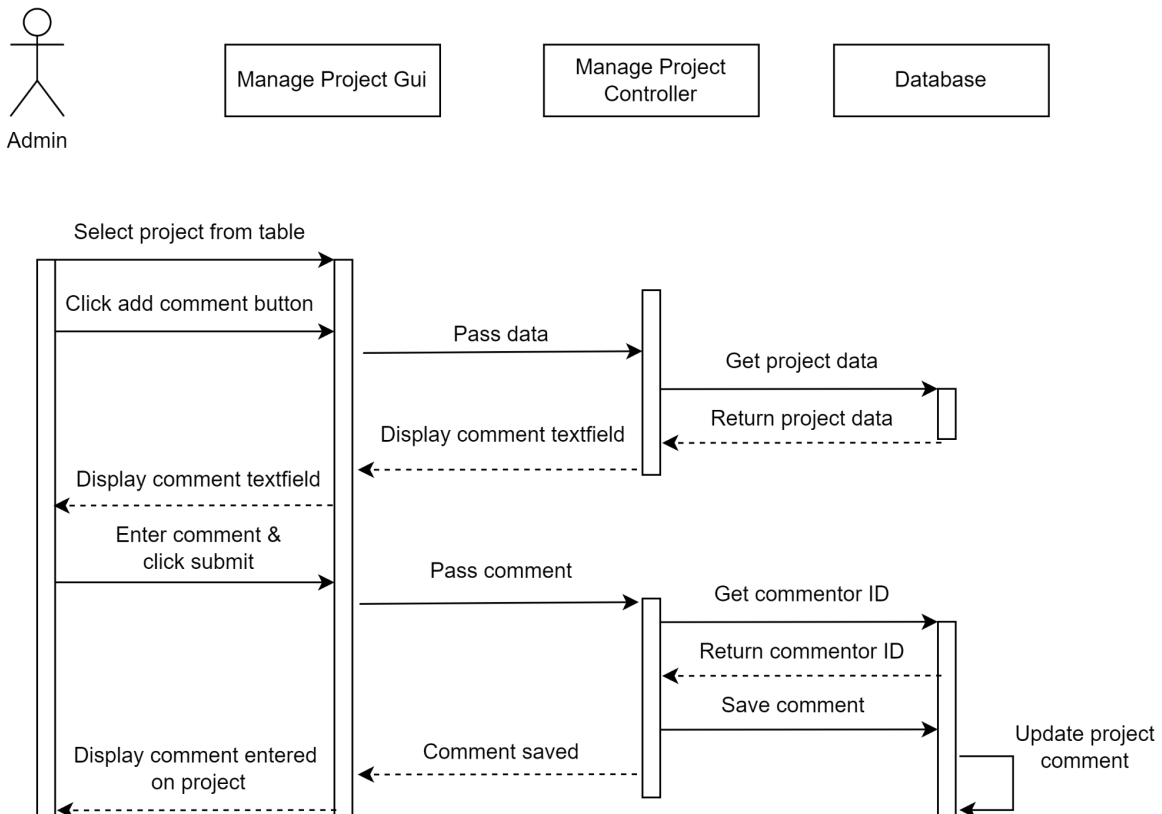 Manage Project Gui
Manage Project
Controller
Database
Admin
Select project from table
Click add comment button
Pass data
Get project data
Return project data
Display comment textfield
Display comment textfield
Enter comment &
click submit
Pass comment
Get commentor ID
Return commentor ID
Save comment
Update project
comment
Comment saved
Display comment entered
on project